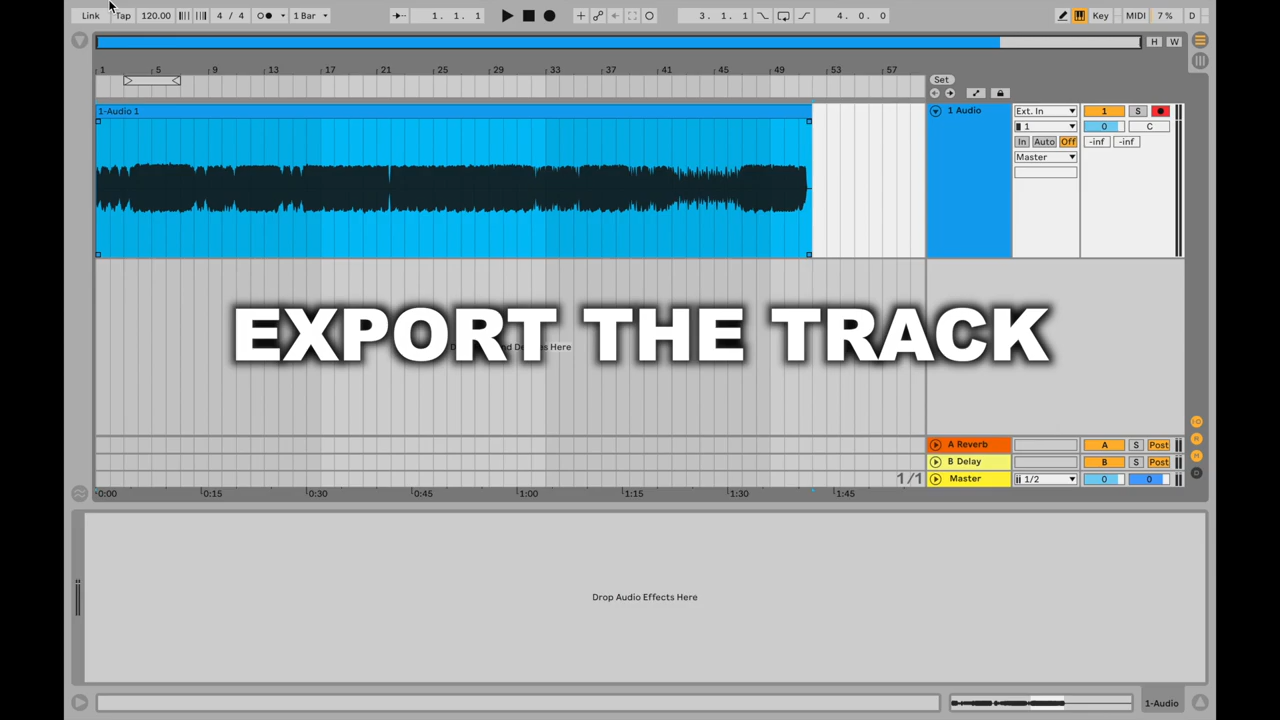 Link Tap 120.00 4 / 4 1 Bar 1. 1. 1 3. 1. 1 4. 0. 0 Key MIDI 7 % D
H W
1 5 9 13 17 21 25 29 33 37 41 45 49 53 57
Set
1-Audio 1
1 Audio Ext. In 1 S
1 0 C
In Auto Off -inf -inf
Master
EXPORT THE TRACK
Here
A Reverb A S Post
B Delay B S Post
1/1 Master 1/2 0 0
0:00 0:15 0:30 0:45 1:00 1:15 1:30 1:45
Drop Audio Effects Here
1-Audio